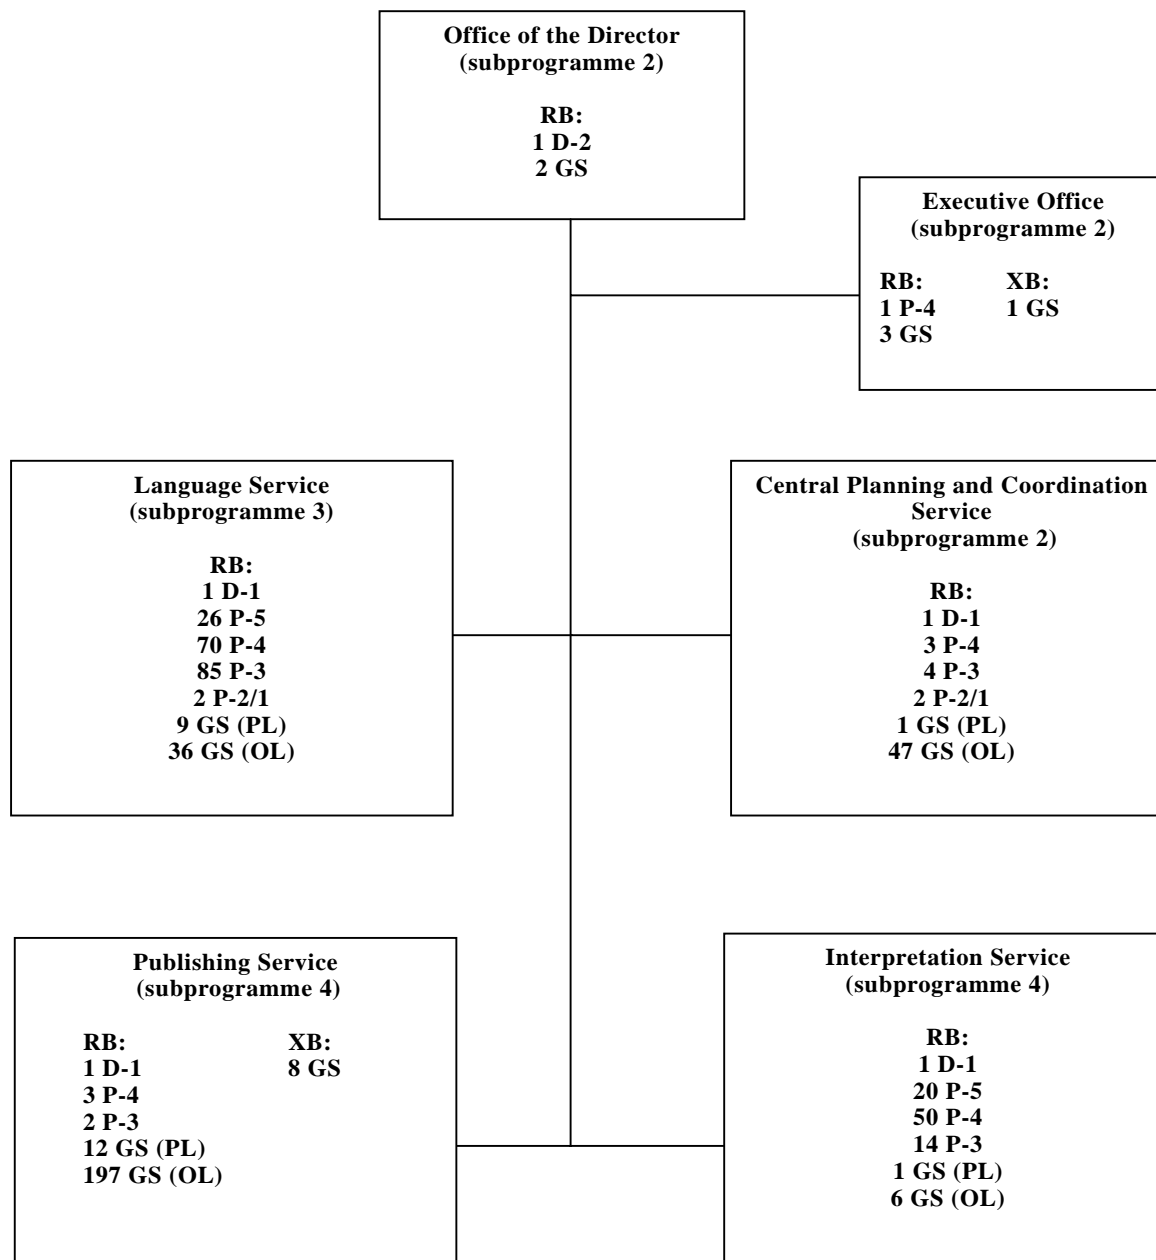 Office of the Director
(subprogramme 2)
RB:
1 D-2
2 GS
Executive Office
(subprogramme 2)
RB: XB:
1 P-4 1 GS
3 GS
Language Service
(subprogramme 3)
RB:
1 D-1
26 P-5
70 P-4
85 P-3
2 P-2/1
9 GS (PL)
36 GS (OL)
Central Planning and Coordination
Service
(subprogramme 2)
RB:
1 D-1
3 P-4
4 P-3
2 P-2/1
1 GS (PL)
47 GS (OL)
Publishing Service
(subprogramme 4)
RB: XB:
1 D-1 8 GS
3 P-4
2 P-3
12 GS (PL)
197 GS (OL)
Interpretation Service
(subprogramme 4)
RB:
1 D-1
20 P-5
50 P-4
14 P-3
1 GS (PL)
6 GS (OL)